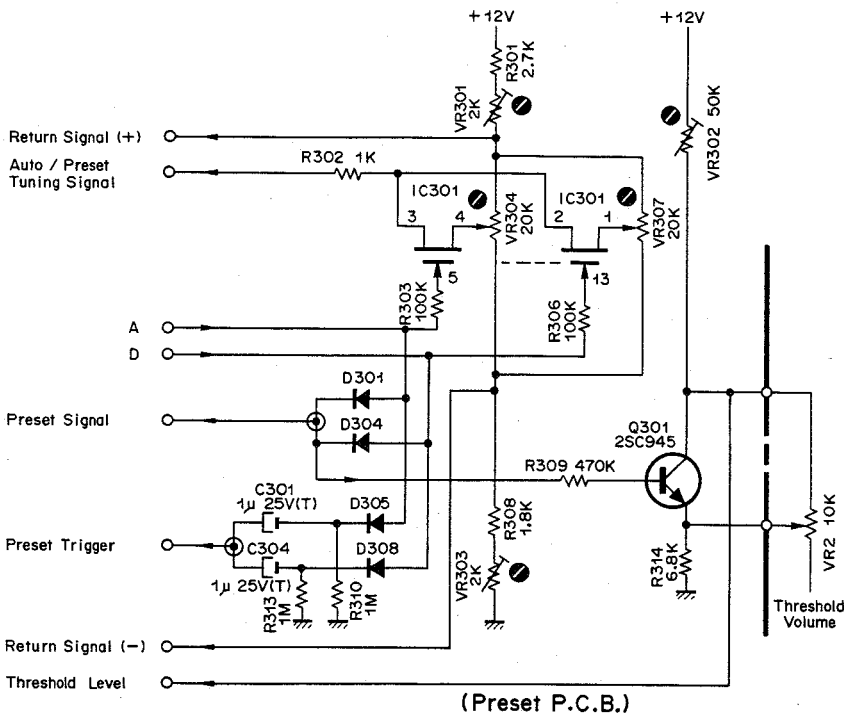 +12V
+12V
R301
2.7K
VR301
2K
VR302 50K
Return Signal (+)
Auto / Preset
Tuning Signal
R302 1K
IC301
3 4
VR304
20K
IC301
2 1
VR307
20K
5
13
R303
100K
R306
100K
A
D
D301
Preset Signal
D304
Q301
2SC945
R309 470K
C301
1µ 25V(T)
D305
R308
1.8K
Preset Trigger
C304
D308
1µ 25V(T)
R313
1M
R310
1M
VR303
2K
R314
6.8K
VR2 10K
Threshold
Volume
Return Signal (-)
Threshold Level
(Preset P.C.B.)